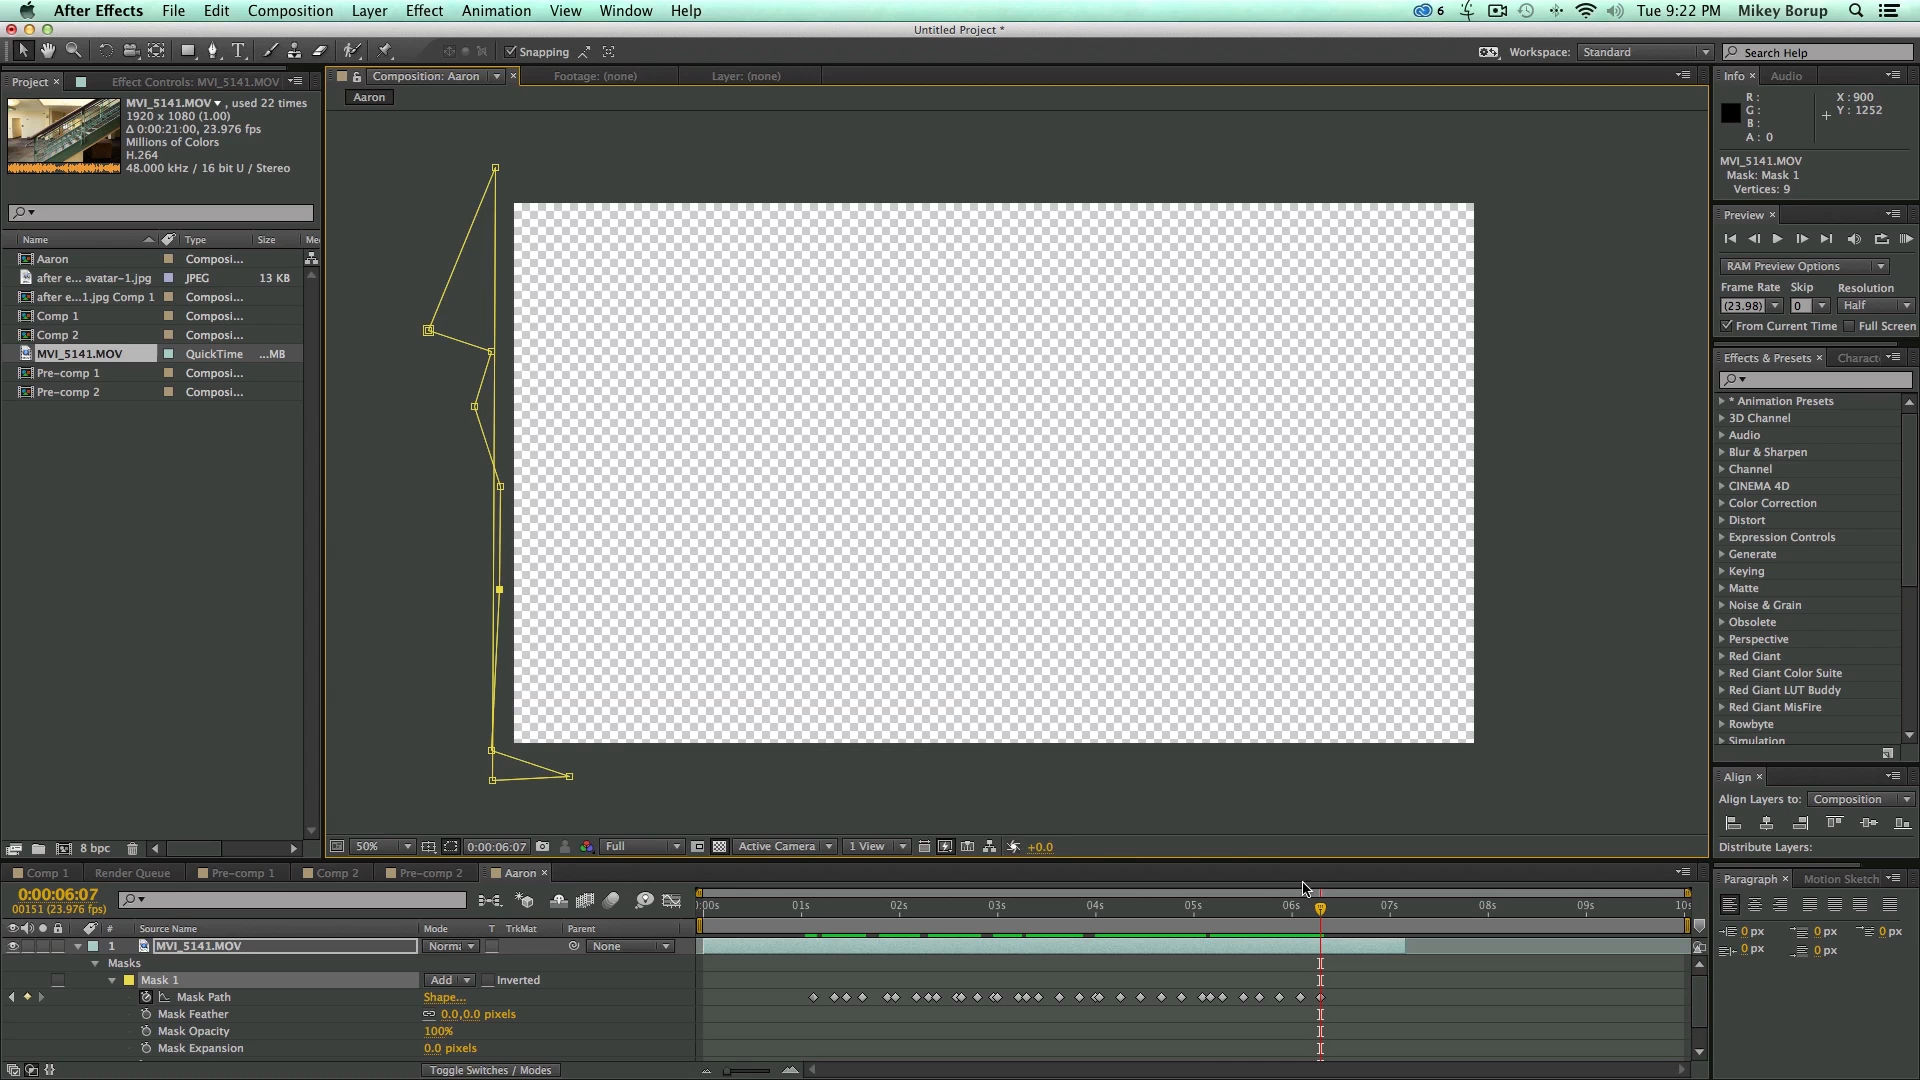 After Effects File Edit Composition Layer Effect Animation View Window Help 6 Tue 9:22 PM Mikey Borup
Untitled Project *
Snapping Workspace: Standard Search Help
Project × Effect Controls: MVI_5141.MOV
MVI_5141.MOV ▾ , used 22 times
1920 x 1080 (1.00)
Δ 0:00:21:00, 23.976 fps
Millions of Colors
H.264
48.000 kHz / 16 bit U / Stereo
Name Type Size Me
Aaron Composi...
after e... avatar-1.jpg JPEG 13 KB
after e...1.jpg Comp 1 Composi...
Comp 1 Composi...
Comp 2 Composi...
MVI_5141.MOV QuickTime ...MB
Pre-comp 1 Composi...
Pre-comp 2 Composi...
8 bpc
Composition: Aaron × Footage: (none) Layer: (none)
Aaron
50% 0:00:06:07 Full Active Camera 1 View +0.0
Info × Audio
R :
G :
B :
A : 0
X : 900
Y : 1252
MVI_5141.MOV
Mask: Mask 1
Vertices: 9
Preview ×
RAM Preview Options
Frame Rate Skip Resolution
(23.98) 0 Half
From Current Time Full Screen
Effects & Presets × Characte
* Animation Presets
3D Channel
Audio
Blur & Sharpen
Channel
CINEMA 4D
Color Correction
Distort
Expression Controls
Generate
Keying
Matte
Noise & Grain
Obsolete
Perspective
Red Giant
Red Giant Color Suite
Red Giant LUT Buddy
Red Giant MisFire
Rowbyte
Simulation
Align ×
Align Layers to: Composition
Distribute Layers:
Paragraph × Motion Sketch
0 px 0 px 0 px
0 px 0 px
Comp 1 Render Queue Pre-comp 1 Comp 2 Pre-comp 2 Aaron ×
0:00:06:07
00151 (23.976 fps)
):00s 01s 02s 03s 04s 05s 06s 07s 08s 09s 10s
# Source Name Mode T TrkMat Parent
1 MVI_5141.MOV Norma None
Masks
Mask 1 Add Inverted
Mask Path Shape...
Mask Feather 0.0,0.0 pixels
Mask Opacity 100%
Mask Expansion 0.0 pixels
Toggle Switches / Modes